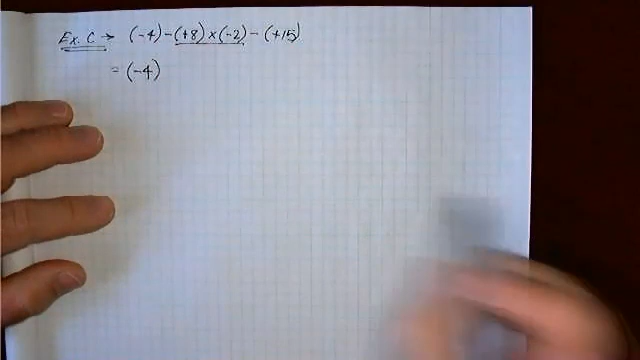 Ex. C → (-4) - (+8) × (-2) - (+15)
= (-4)